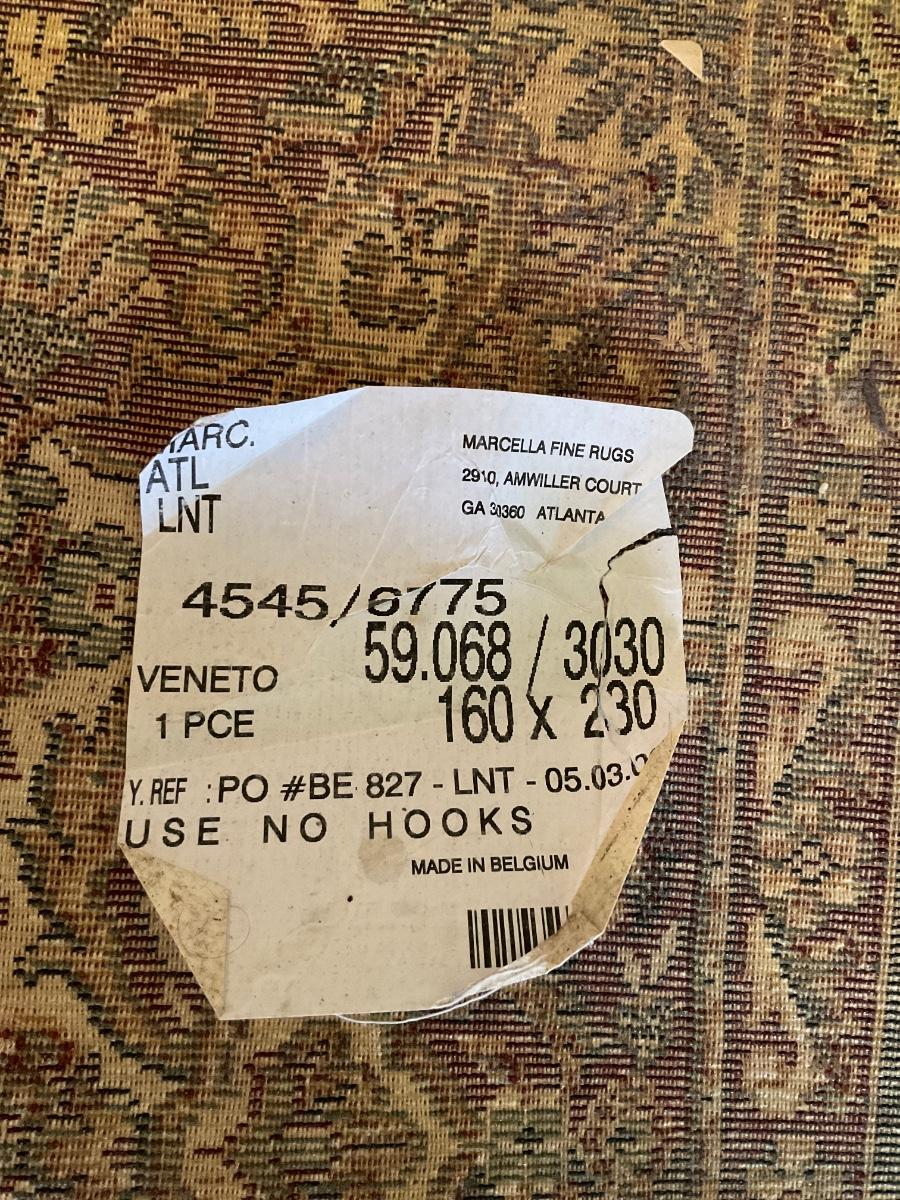 ATL
LNT
MARCELLA FINE RUGS
2910, AMWILLER COURT
GA 30360 ATLANTA
4545/6775
59.068 / 3030
VENETO
160 x 230
1 PCE
Y. REF : PO #BE 827 - LNT - 05.03.0
USE NO HOOKS
MADE IN BELGIUM